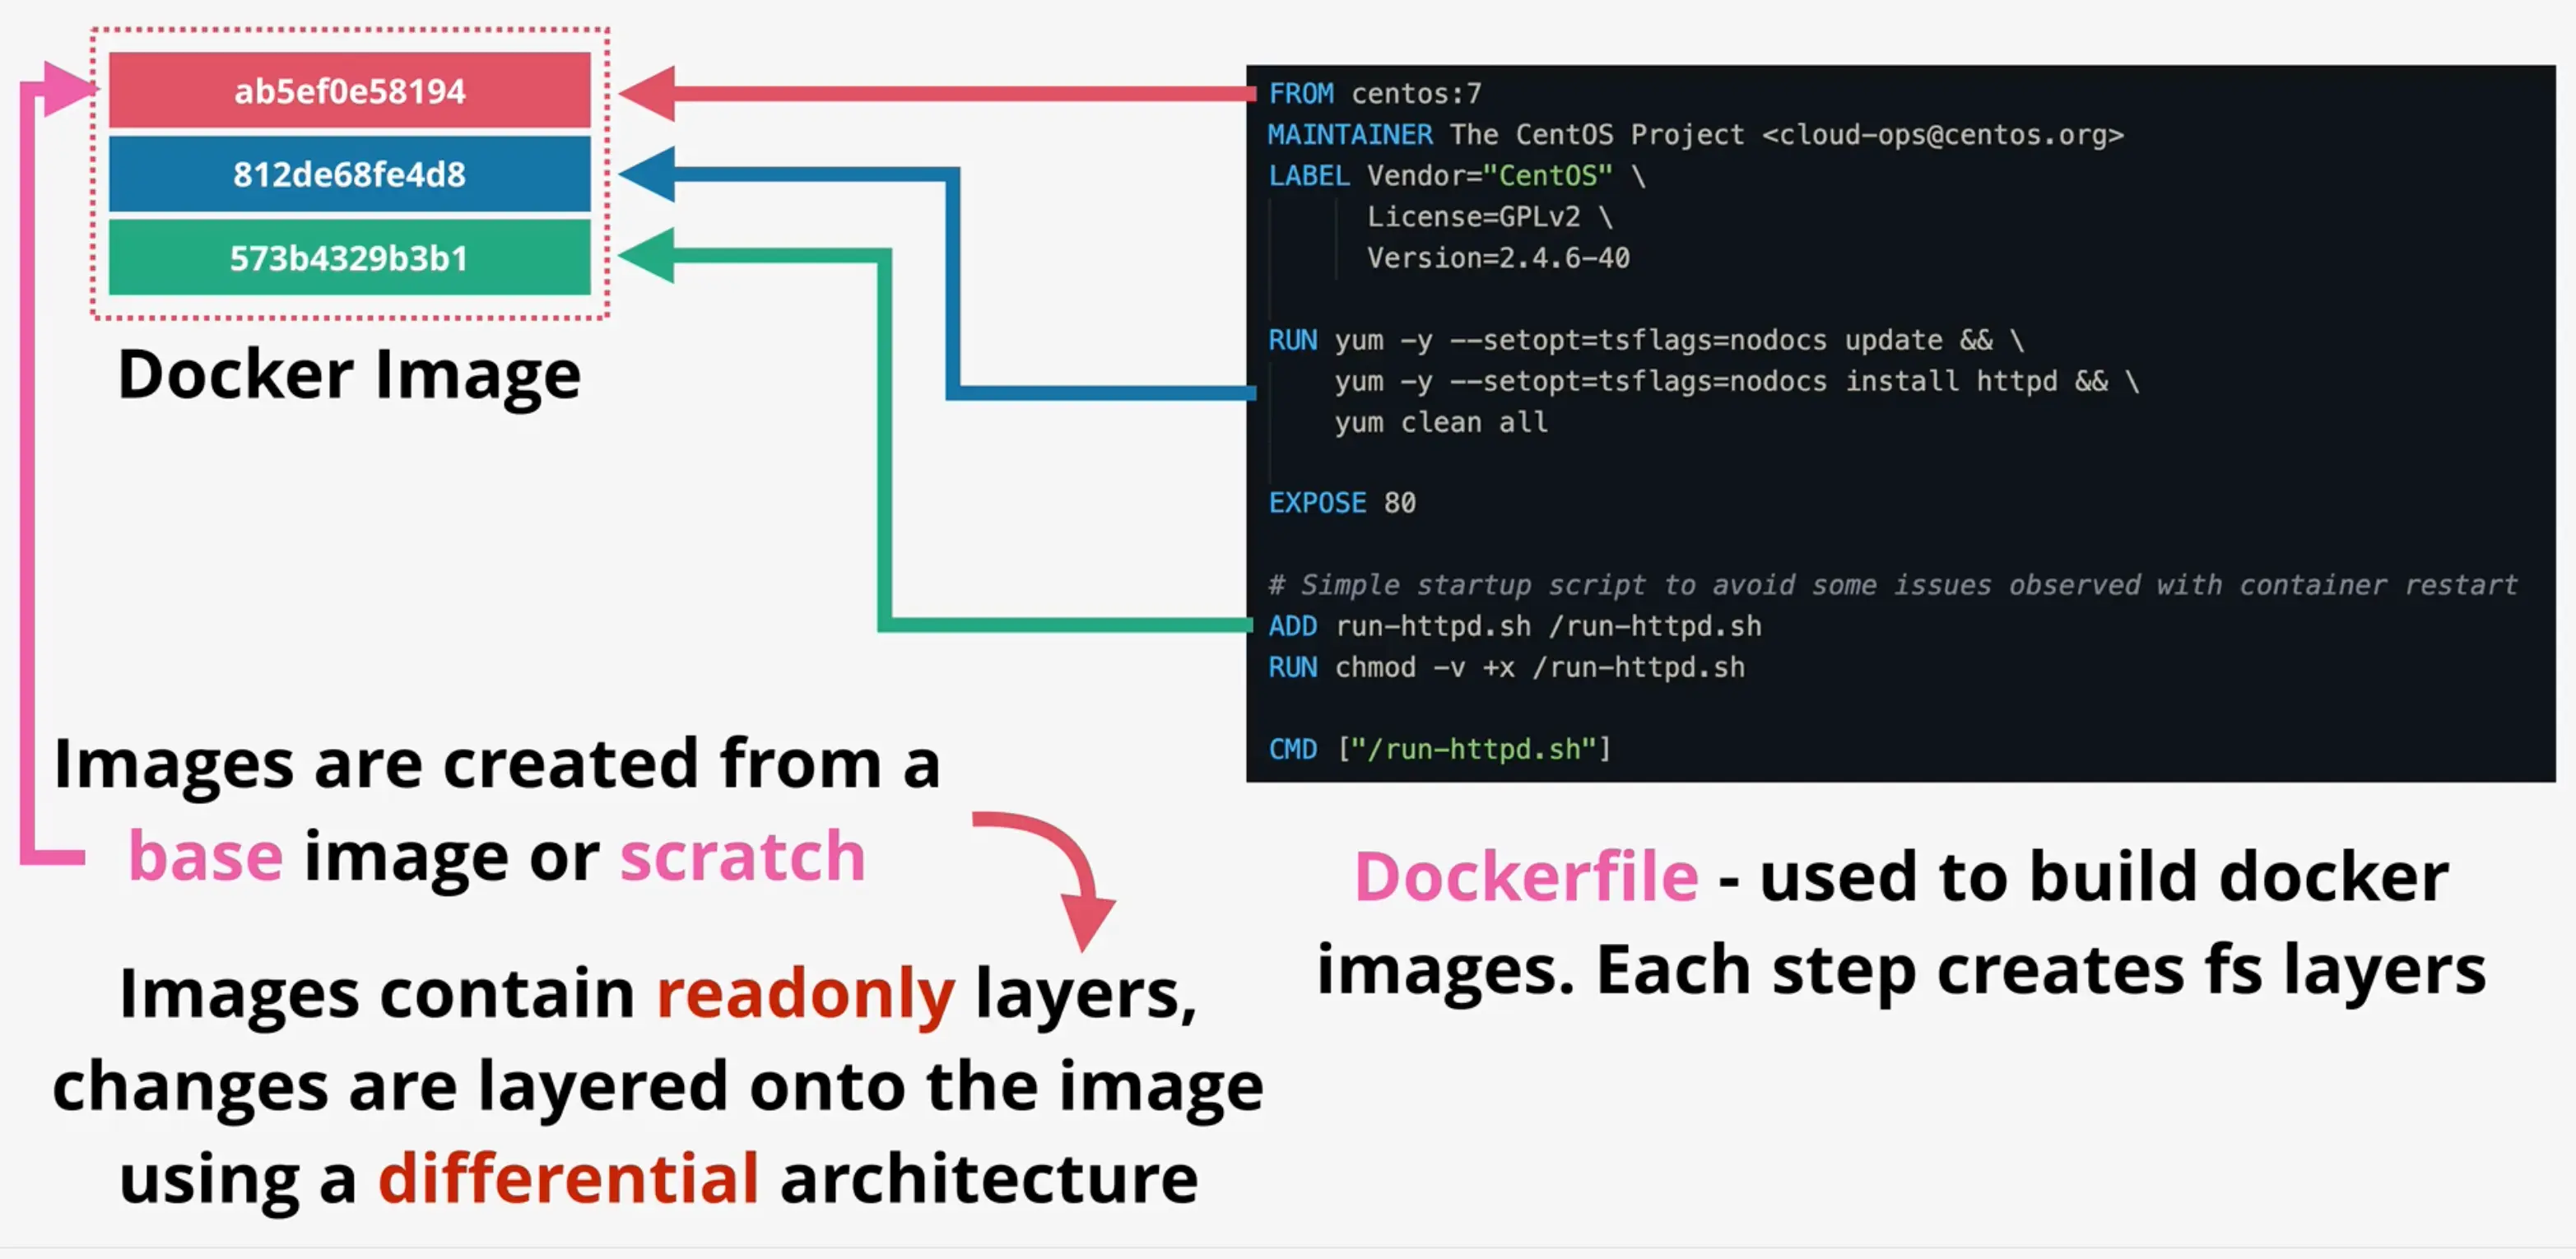 ab5ef0e58194
812de68fe4d8
573b4329b3b1
Docker Image
FROM centos:7
MAINTAINER The CentOS Project <cloud-ops@centos.org>
LABEL Vendor="CentOS" \
License=GPLv2 \
Version=2.4.6-40
RUN yum -y --setopt=tsflags=nodocs update && \
yum -y --setopt=tsflags=nodocs install httpd && \
yum clean all
EXPOSE 80
# Simple startup script to avoid some issues observed with container restart
ADD run-httpd.sh /run-httpd.sh
RUN chmod -v +x /run-httpd.sh
CMD ["/run-httpd.sh"]
Images are created from a
base image or scratch
Images contain readonly layers,
changes are layered onto the image
using a differential architecture
Dockerfile - used to build docker
images. Each step creates fs layers